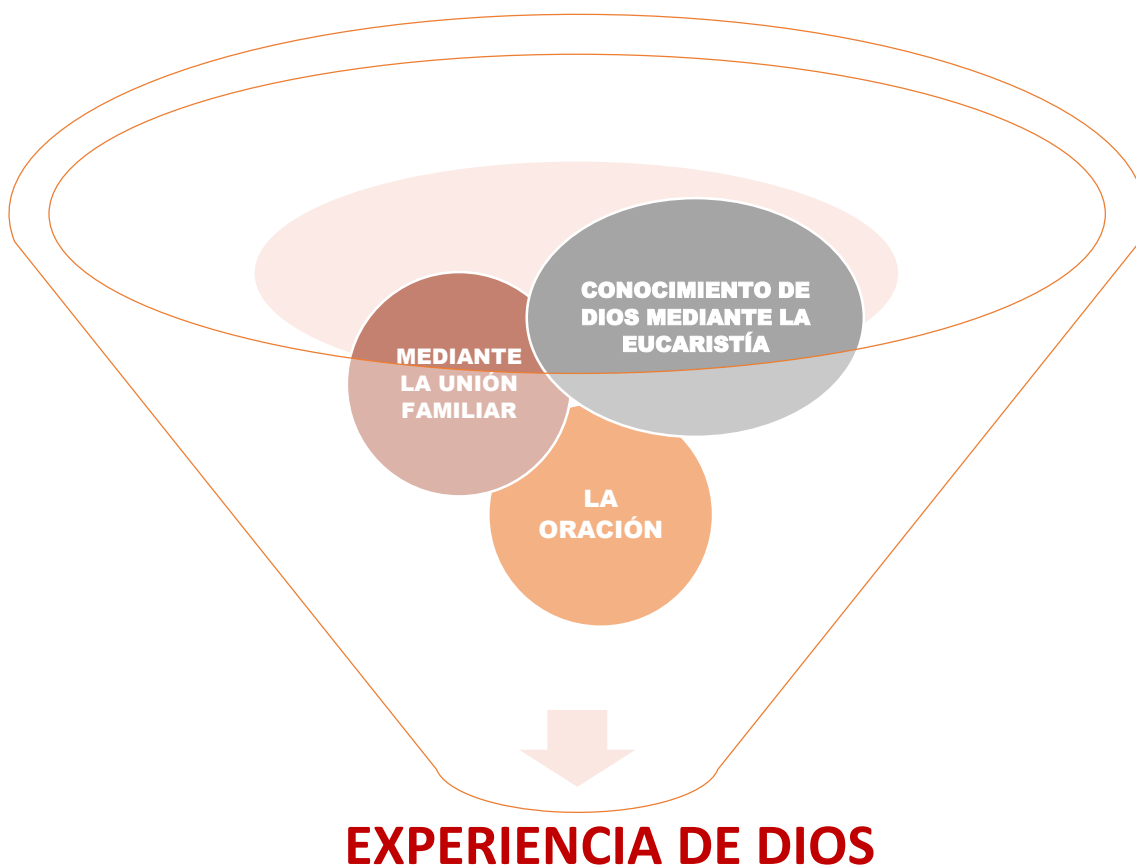 CONOCIMIENTO DE
DIOS MEDIANTE LA
EUCARISTÍA
MEDIANTE
LA UNIÓN
FAMILIAR
LA
ORACIÓN
EXPERIENCIA DE DIOS